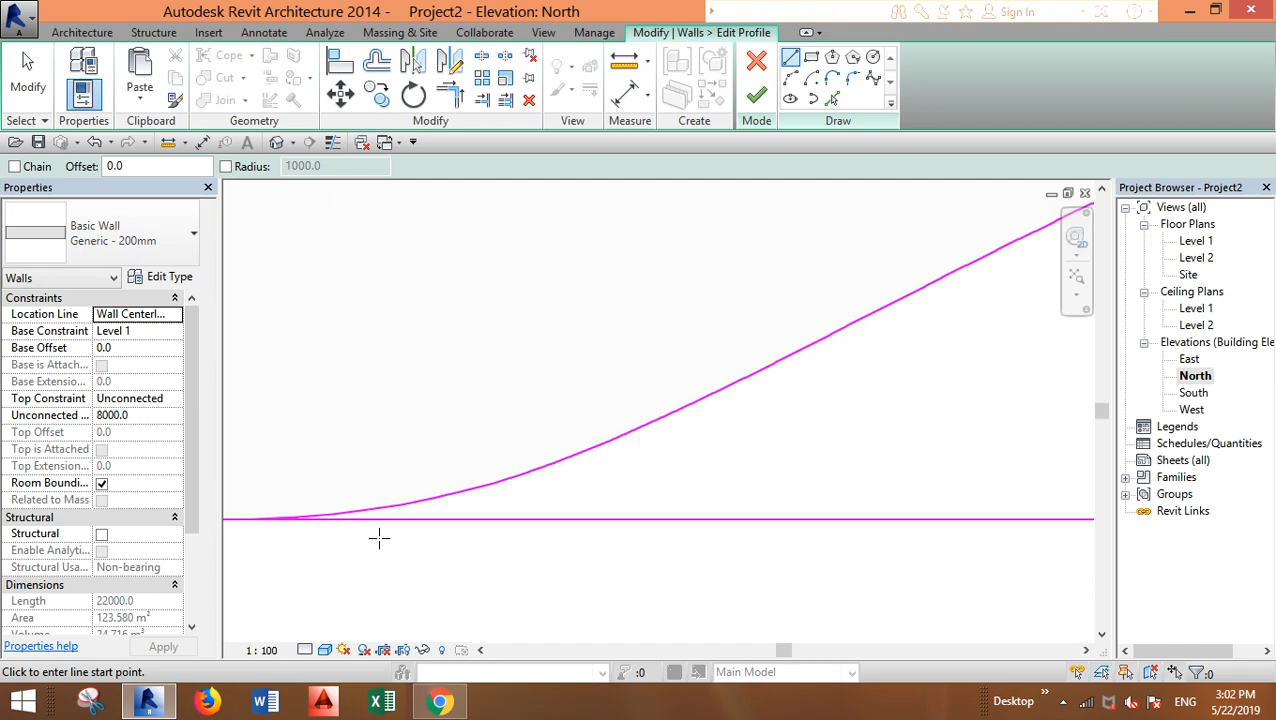 Autodesk Revit Architecture 2014 - Project2 - Elevation: North
Sign In
Architecture Structure Insert Annotate Analyze Massing & Site Collaborate View Manage Modify | Walls > Edit Profile
Modify Paste Cope Cut Join
Select Properties Clipboard Geometry Modify View Measure Create Mode Draw
Chain Offset: 0.0 Radius: 1000.0
Properties
Basic Wall
Generic - 200mm
Walls Edit Type
Constraints
Location Line Wall Centerl...
Base Constraint Level 1
Base Offset 0.0
Base is Attach...
Base Extensio... 0.0
Top Constraint Unconnected
Unconnected ... 8000.0
Top Offset 0.0
Top is Attached
Top Extension... 0.0
Room Boundi...
Related to Mass
Structural
Structural
Enable Analyti...
Structural Usa... Non-bearing
Dimensions
Length 22000.0
Area 123.580 m²
Volume 24.716 m³
Properties help Apply
2D
Project Browser - Project2
Views (all)
Floor Plans
Level 1
Level 2
Site
Ceiling Plans
Level 1
Level 2
Elevations (Building Ele
East
North
South
West
Legends
Schedules/Quantities
Sheets (all)
Families
Groups
Revit Links
1 : 100
Click to enter line start point. :0 Main Model :0
Desktop ENG 3:02 PM
5/22/2019